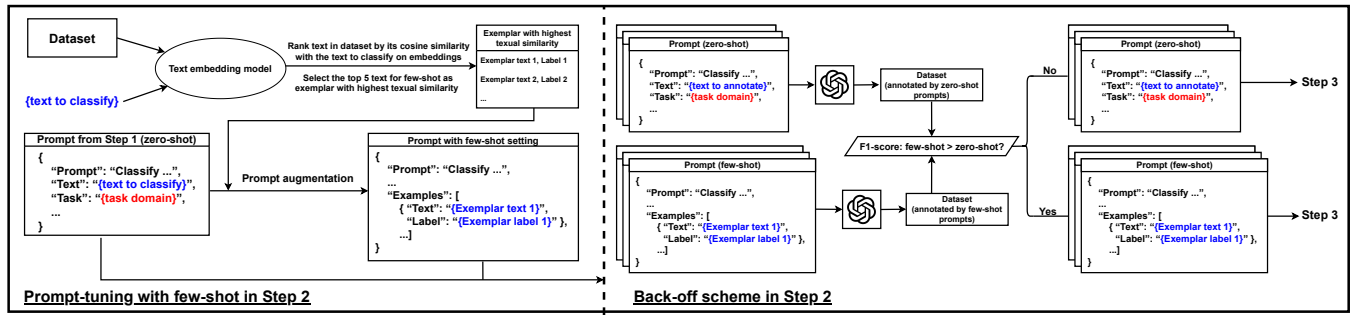 Dataset
{text to classify}
Text embedding model
Rank text in dataset by its cosine similarity
with the text to classify on embeddings
Select the top 5 text for few-shot as
exemplar with highest texual similarity
Exemplar with highest
texual similarity
Exemplar text 1, Label 1
Exemplar text 2, Label 2
...
Prompt from Step 1 (zero-shot)
{
“Prompt”: “Classify ...”,
“Text”: “{text to classify}”,
“Task”: “{task domain}”,
...
}
Prompt augmentation
Prompt with few-shot setting
{
“Prompt”: “Classify ...”,
...
“Examples”: [
{ “Text”: “{Exemplar text 1}”,
“Label”: “{Exemplar label 1}” },
...]
}
Prompt-tuning with few-shot in Step 2
Prompt (zero-shot)
{
“Prompt”: “Classify ...”,
“Text”: “{text to annotate}”,
“Task”: “{task domain}”,
...
}
Dataset
(annotated by zero-shot
prompts)
F1-score: few-shot > zero-shot?
Prompt (few-shot)
{
“Prompt”: “Classify ...”,
...
“Examples”: [
{ “Text”: “{Exemplar text 1}”,
“Label”: “{Exemplar label 1}” },
...]
}
Dataset
(annotated by few-shot
prompts)
No
Prompt (zero-shot)
{
“Prompt”: “Classify ...”,
“Text”: “{text to annotate}”,
“Task”: “{task domain}”,
...
}
Step 3
Yes
Prompt (few-shot)
{
“Prompt”: “Classify ...”,
...
“Examples”: [
{ “Text”: “{Exemplar text 1}”,
“Label”: “{Exemplar label 1}” },
...]
}
Step 3
Back-off scheme in Step 2